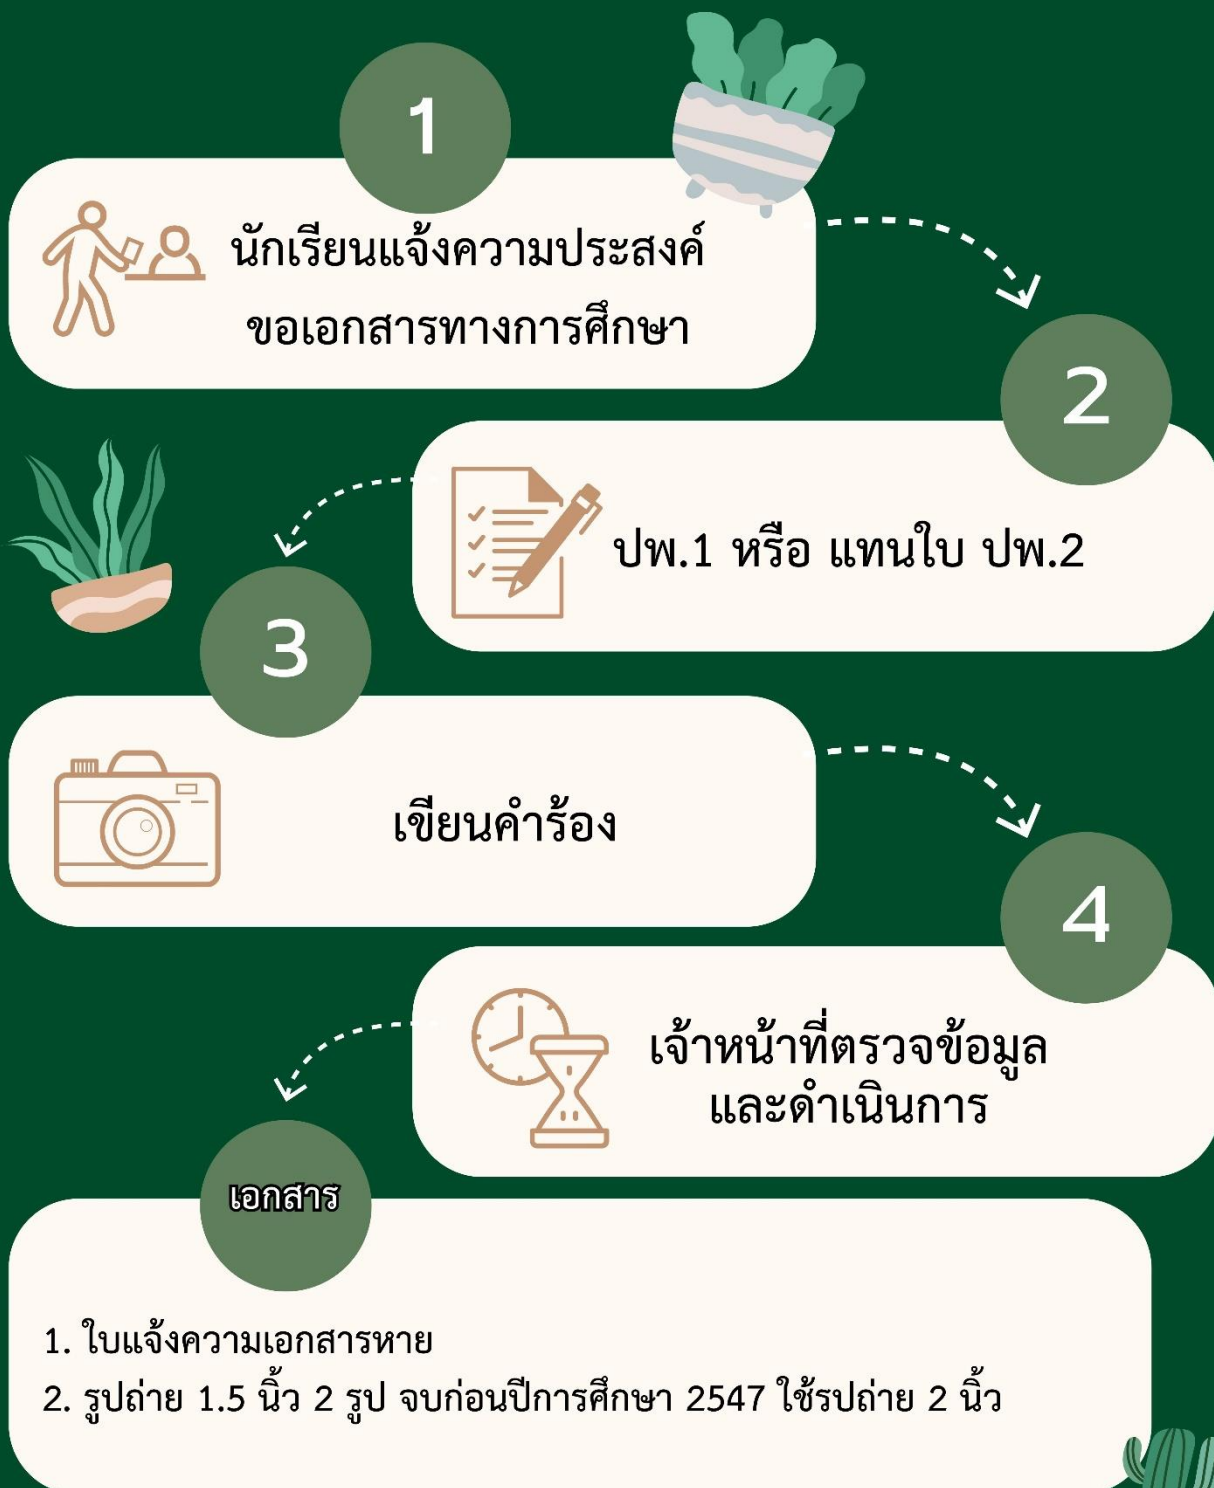 1
นักเรียนแจ้งความประสงค์
ขอเอกสารทางการศึกษา
2
ปพ.1 หรือ แทนใบ ปพ.2
3
เขียนคำร้อง
4
เจ้าหน้าที่ตรวจข้อมูล
และดำเนินการ
เอกสาร
1. ใบแจ้งความเอกสารหาย
2. รูปถ่าย 1.5 นิ้ว 2 รูป จบก่อนปีการศึกษา 2547 ใช้รปถ่าย 2 นิ้ว